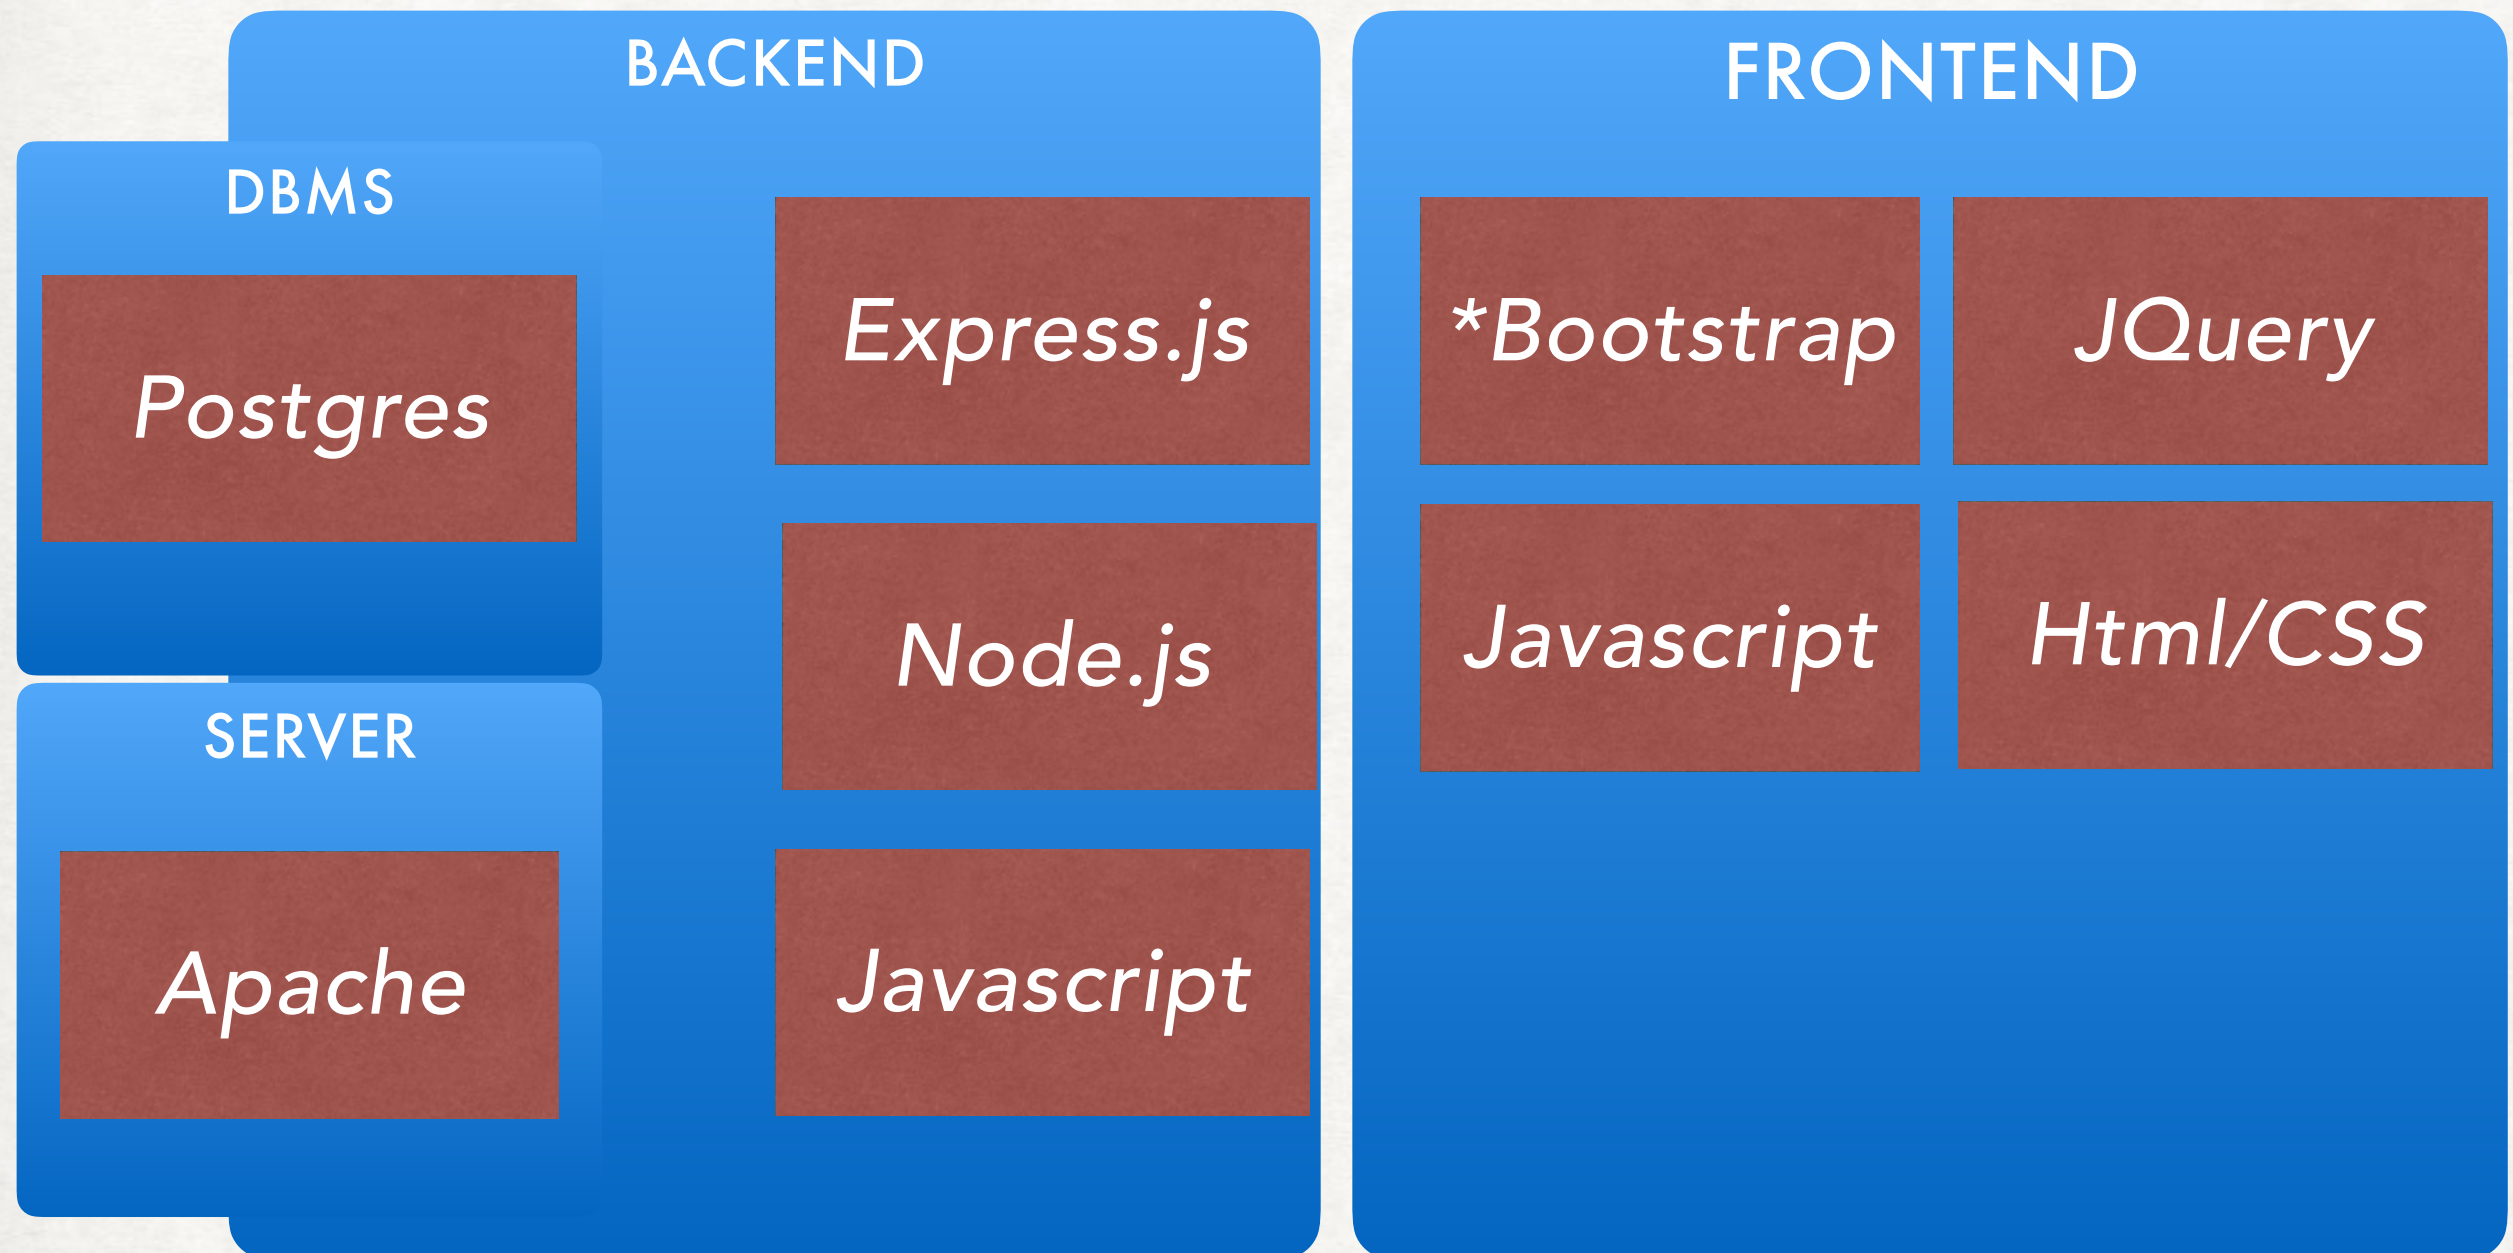 BACKEND
DBMS
Postgres
SERVER
Apache
Express.js
Node.js
Javascript
FRONTEND
*Bootstrap
JQuery
Javascript
Html/CSS